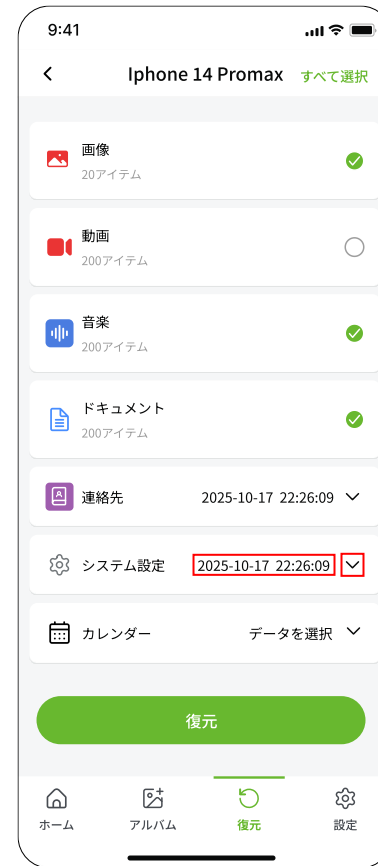 9:41
Iphone 14 Promax すべて選択
画像
20アイテム
動画
200アイテム
音楽
200アイテム
ドキュメント
200アイテム
連絡先 2025-10-17 22:26:09
システム設定 2025-10-17 22:26:09
カレンダー データを選択
復元
ホーム アルバム 復元 設定